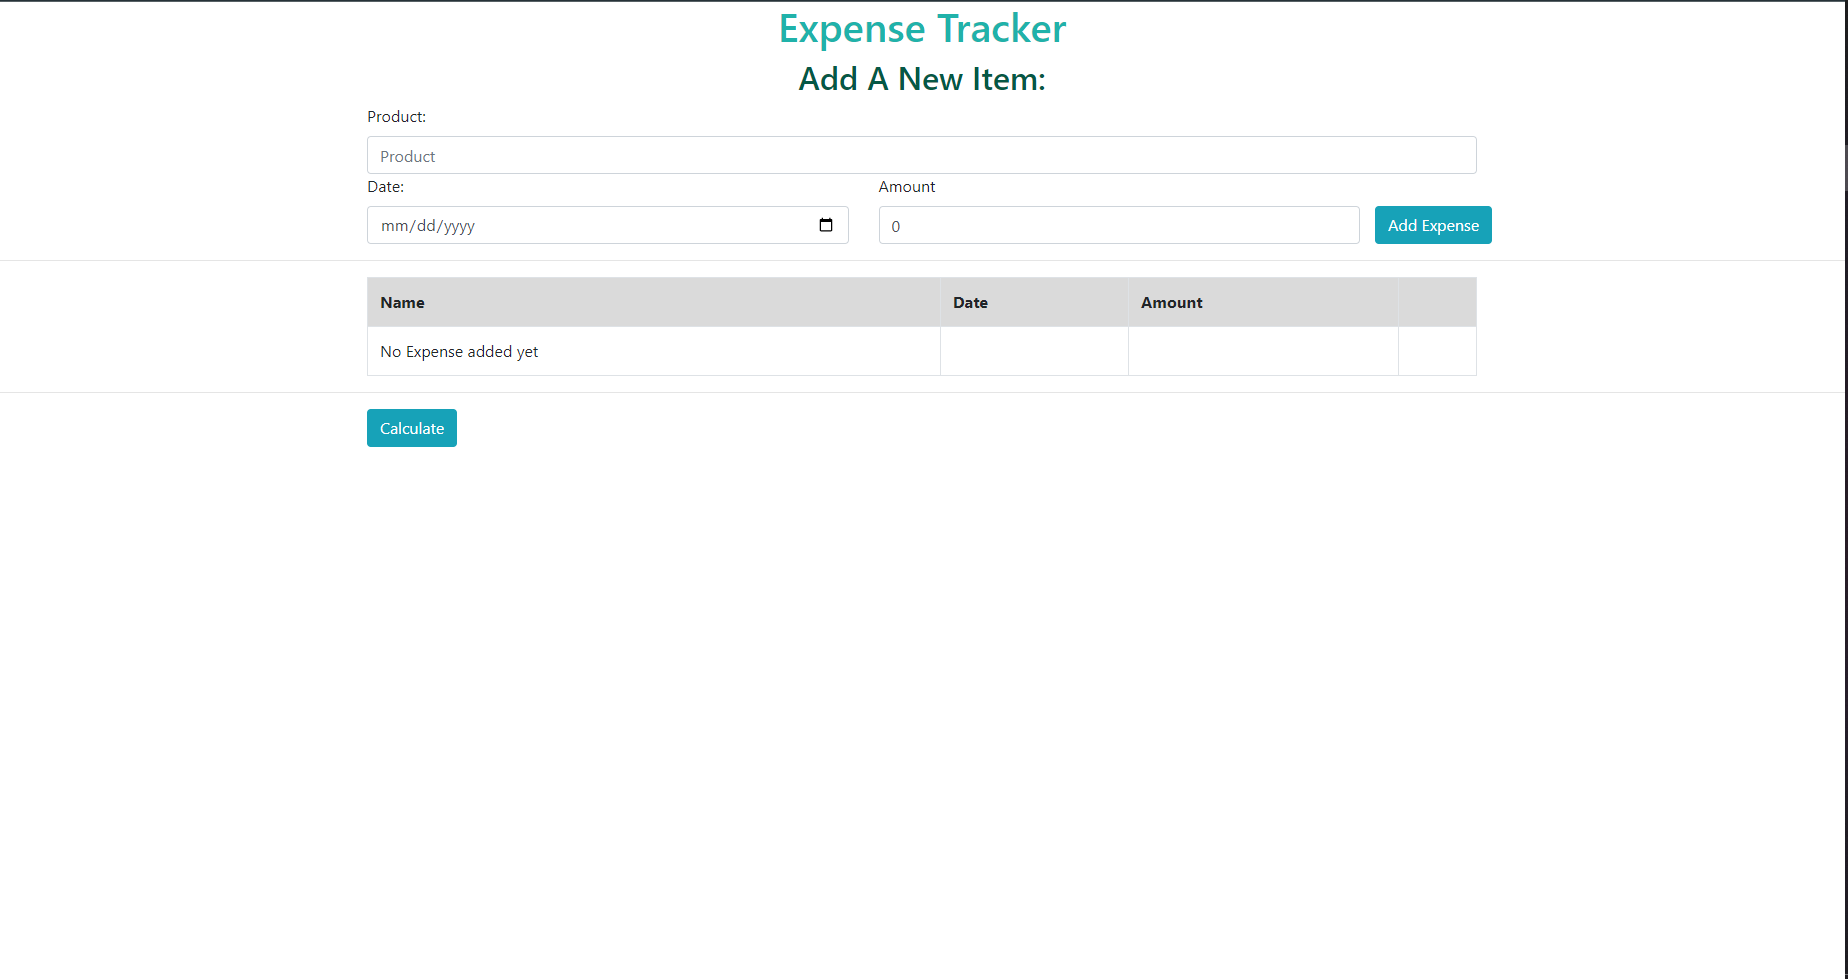 Expense Tracker
Add A New Item:
Product:
Product
Date: Amount
mm/dd/yyyy 0 Add Expense
Name Date Amount
No Expense added yet
Calculate